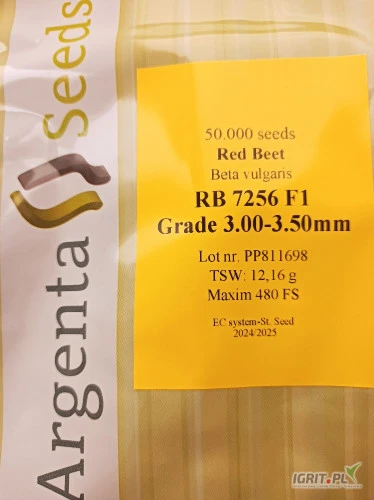 Argenta Seeds
50.000 seeds
Red Beet
Beta vulgaris
RB 7256 F1
Grade 3.00-3.50mm
Lot nr. PP811698
TSW: 12,16 g
Maxim 480 FS
EC system-St. Seed
2024/2025
IGRIT.PL